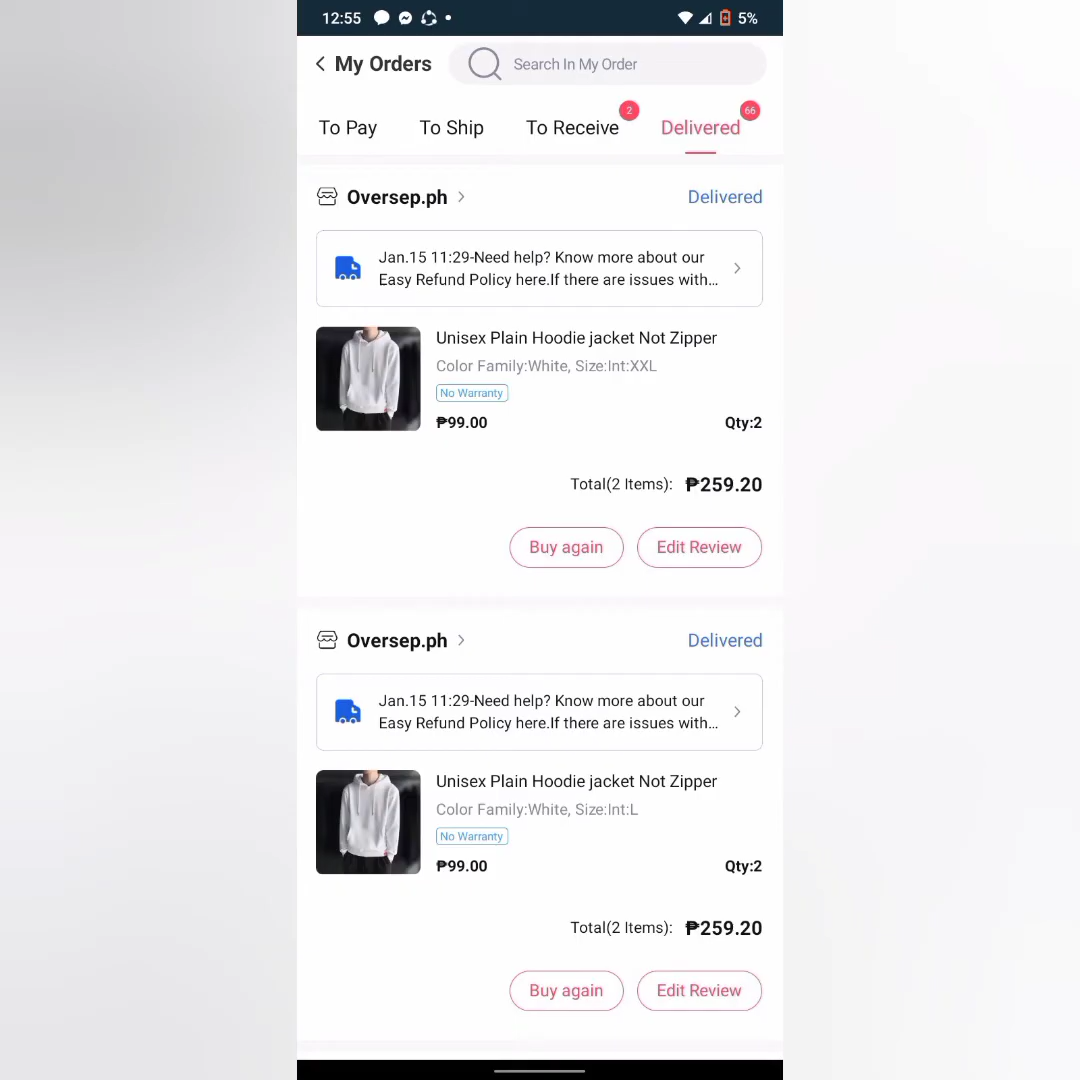 12:55 5%
My Orders Search In My Order
2 66
To Pay To Ship To Receive Delivered
Oversep.ph Delivered
Jan.15 11:29-Need help? Know more about our
Easy Refund Policy here.If there are issues with...
Unisex Plain Hoodie jacket Not Zipper
Color Family:White, Size:Int:XXL
No Warranty
₱99.00 Qty:2
Total(2 Items): ₱259.20
Buy again Edit Review
Oversep.ph Delivered
Jan.15 11:29-Need help? Know more about our
Easy Refund Policy here.If there are issues with...
Unisex Plain Hoodie jacket Not Zipper
Color Family:White, Size:Int:L
No Warranty
₱99.00 Qty:2
Total(2 Items): ₱259.20
Buy again Edit Review